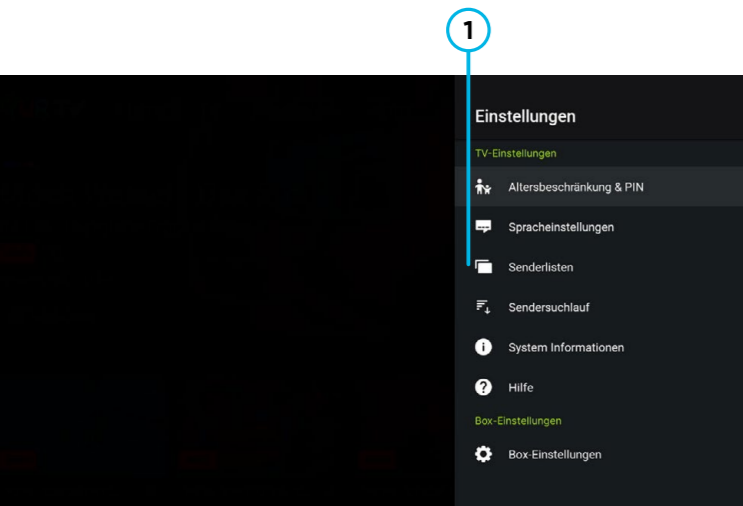 1
Einstellungen
TV-Einstellungen
Altersbeschränkung & PIN
Spracheinstellungen
Senderlisten
Sendersuchlauf
System Informationen
Hilfe
Box-Einstellungen
Box-Einstellungen